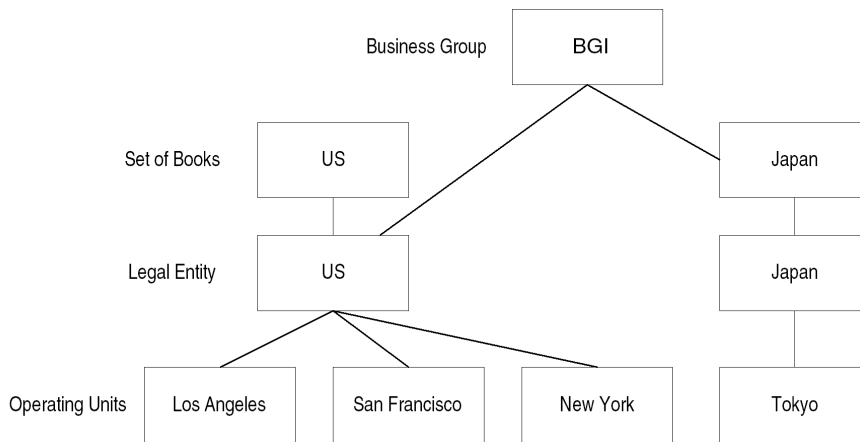 Business Group
BGI
Set of Books
US
Japan
Legal Entity
US
Japan
Operating Units
Los Angeles
San Francisco
New York
Tokyo